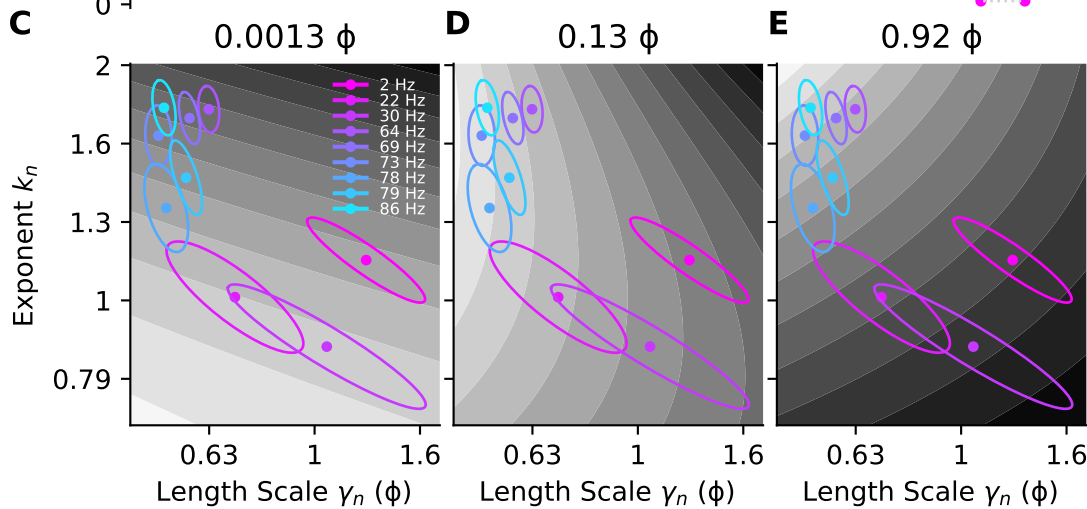 0
C
0.0013 ϕ
D
0.13 ϕ
E
0.92 ϕ
Exponent kₙ
2
1.6
1.3
1
0.79
2 Hz
22 Hz
30 Hz
64 Hz
69 Hz
73 Hz
78 Hz
79 Hz
86 Hz
0.63 1 1.6
0.63 1 1.6
0.63 1 1.6
Length Scale γₙ (ϕ)
Length Scale γₙ (ϕ)
Length Scale γₙ (ϕ)